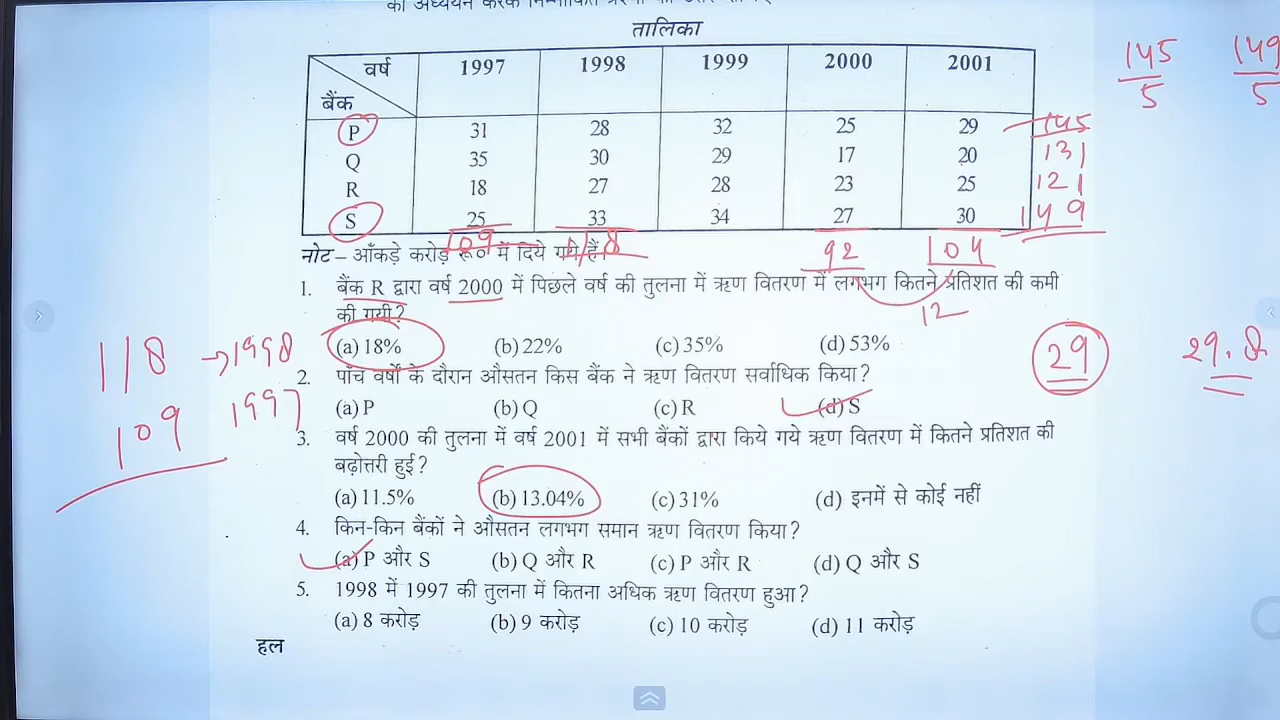 तालिका
वर्ष 1997 1998 1999 2000 2001
बैंक
P 31 28 32 25 29 145
Q 35 30 29 17 20 131
R 18 27 28 23 25 121
S 25 33 34 27 30 149
109 118 92 104
145/5 149/5
नोट– आँकड़े करोड़ रू० में दिये गये हैं।
1. बैंक R द्वारा वर्ष 2000 में पिछले वर्ष की तुलना में ऋण वितरण में लगभग कितने प्रतिशत की कमी
की गयी?
12
(a) 18% (b) 22% (c) 35% (d) 53%
29 29.8
118 → 1998
109 1997
2. पाँच वर्षों के दौरान औसतन किस बैंक ने ऋण वितरण सर्वाधिक किया?
(a) P (b) Q (c) R (d) S
3. वर्ष 2000 की तुलना में वर्ष 2001 में सभी बैंकों द्वारा किये गये ऋण वितरण में कितने प्रतिशत की
बढ़ोत्तरी हुई?
(a) 11.5% (b) 13.04% (c) 31% (d) इनमें से कोई नहीं
4. किन-किन बैंकों ने औसतन लगभग समान ऋण वितरण किया?
(a) P और S (b) Q और R (c) P और R (d) Q और S
5. 1998 में 1997 की तुलना में कितना अधिक ऋण वितरण हुआ?
(a) 8 करोड़ (b) 9 करोड़ (c) 10 करोड़ (d) 11 करोड़
हल